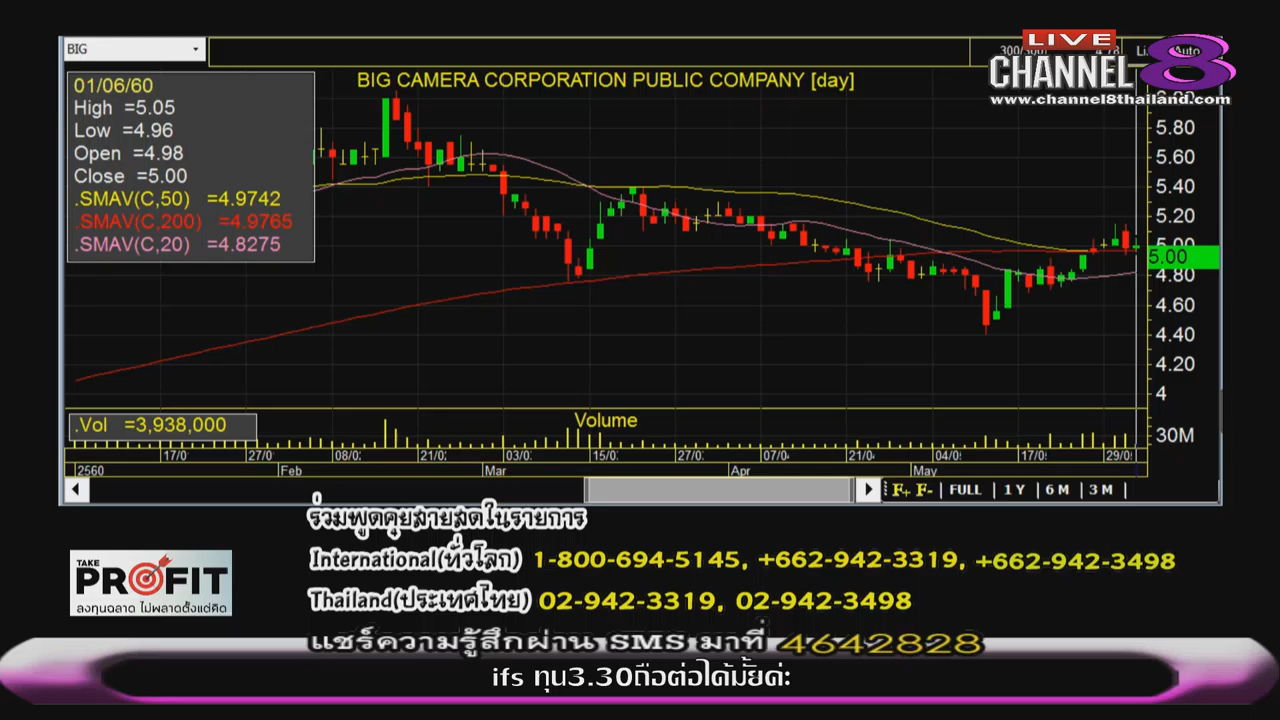 BIG
LIVE
CHANNEL 8
www.channel8thailand.com
BIG CAMERA CORPORATION PUBLIC COMPANY [day]
01/06/60
High =5.05
Low =4.96
Open =4.98
Close =5.00
.SMAV(C,50) =4.9742
.SMAV(C,200) =4.9765
.SMAV(C,20) =4.8275
5.80
5.60
5.40
5.20
5.00
5.00
4.80
4.60
4.40
4.20
4
30M
.Vol =3,938,000
Volume
17/0 27/0 08/0 21/0 03/0 15/0 27/0 07/0 21/0 04/0 17/0 29/0
2560 Feb Mar Apr May
F+ F- FULL 1 Y 6 M 3 M
ร่วมพูดคุยสายสดในรายการ
International(ทั่วโลก) 1-800-694-5145, +662-942-3319, +662-942-3498
Thailand(ประเทศไทย) 02-942-3319, 02-942-3498
TAKE
PROFIT
ลงทุนฉลาด ไม่พลาดตั้งแต่คิด
แชร์ความรู้สึกผ่าน SMS มาที่ 4642828
ifs ทุน3.30ถือต่อได้มั้ยค่ะ